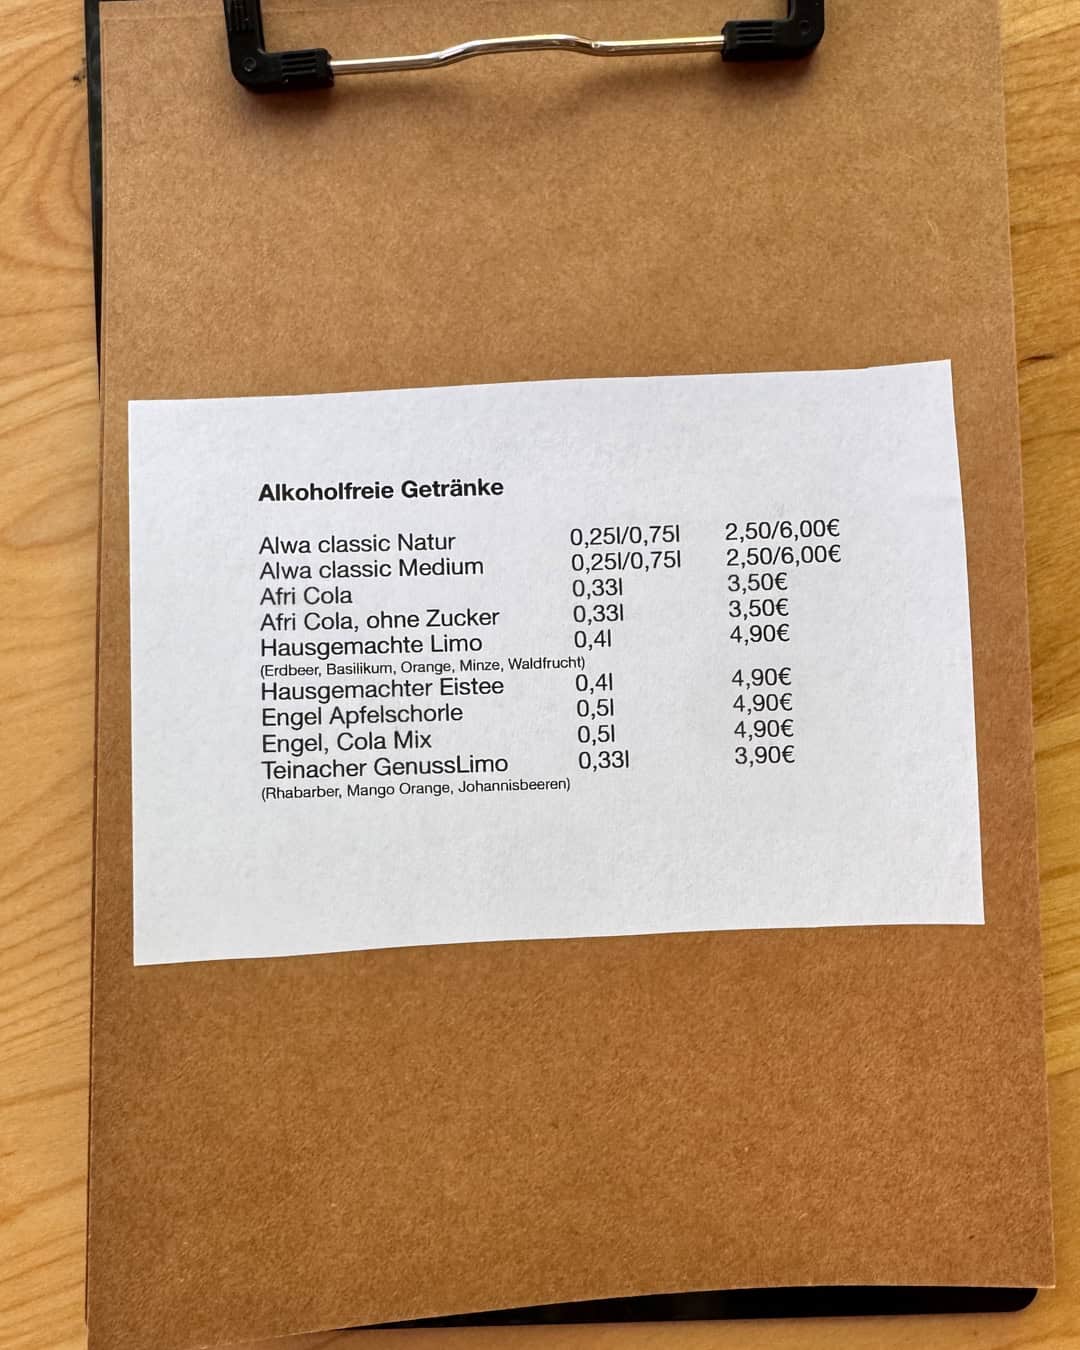 Alkoholfreie Getränke
Alwa classic Natur 0,25l/0,75l 2,50/6,00€
Alwa classic Medium 0,25l/0,75l 2,50/6,00€
Afri Cola 0,33l 3,50€
Afri Cola, ohne Zucker 0,33l 3,50€
Hausgemachte Limo 0,4l 4,90€
(Erdbeer, Basilikum, Orange, Minze, Waldfrucht)
Hausgemachter Eistee 0,4l 4,90€
Engel Apfelschorle 0,5l 4,90€
Engel, Cola Mix 0,5l 4,90€
Teinacher GenussLimo 0,33l 3,90€
(Rhabarber, Mango Orange, Johannisbeeren)